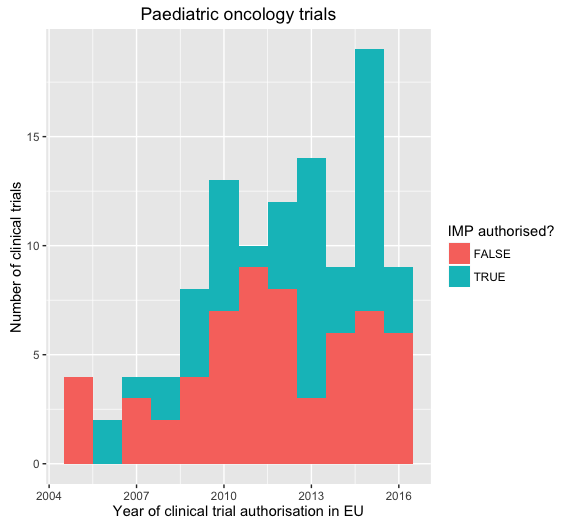 Paediatric oncology trials
Number of clinical trials
15
10
5
0
2004 2007 2010 2013 2016
Year of clinical trial authorisation in EU
IMP authorised?
FALSE
TRUE